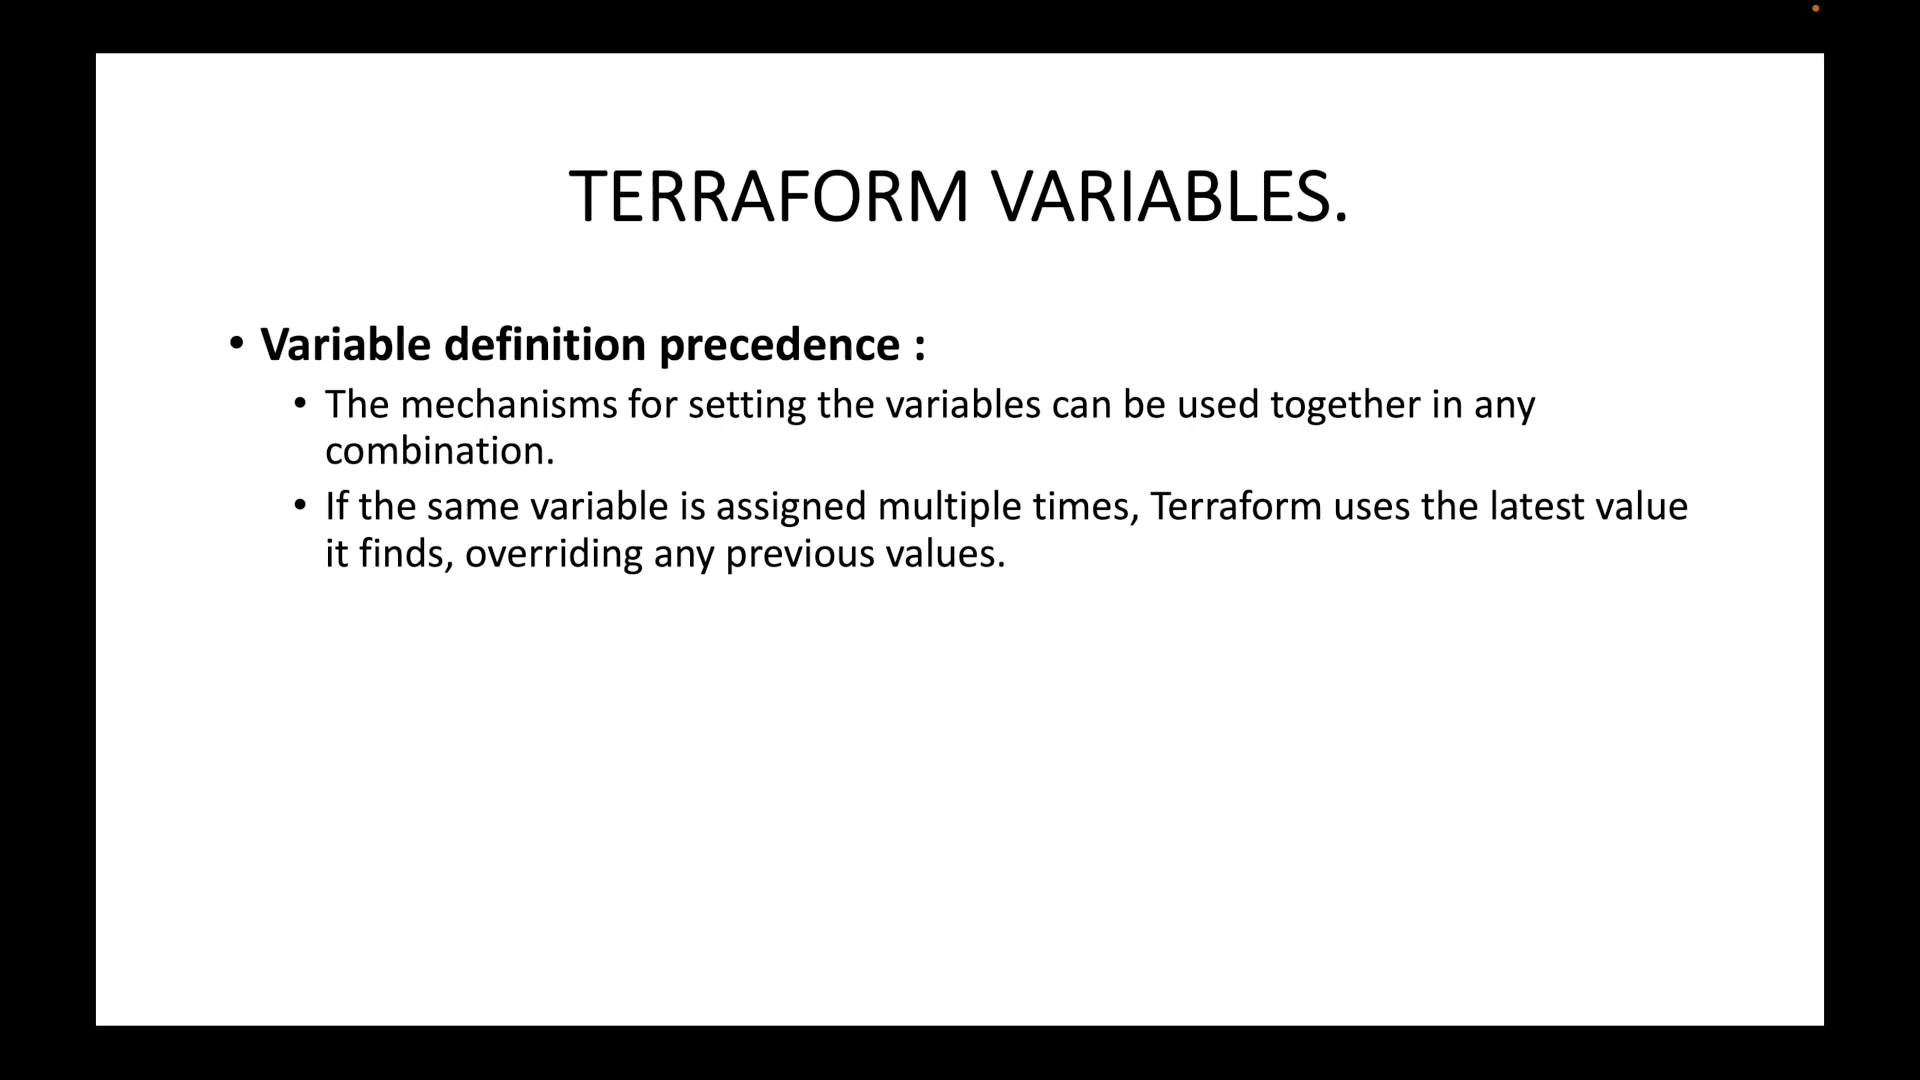 TERRAFORM VARIABLES.
• Variable definition precedence :
• The mechanisms for setting the variables can be used together in any
combination.
• If the same variable is assigned multiple times, Terraform uses the latest value
it finds, overriding any previous values.